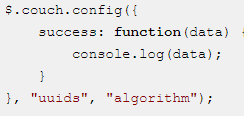 $.couch.config({
    success: function(data) {
        console.log(data);
    }
}, "uuids", "algorithm");